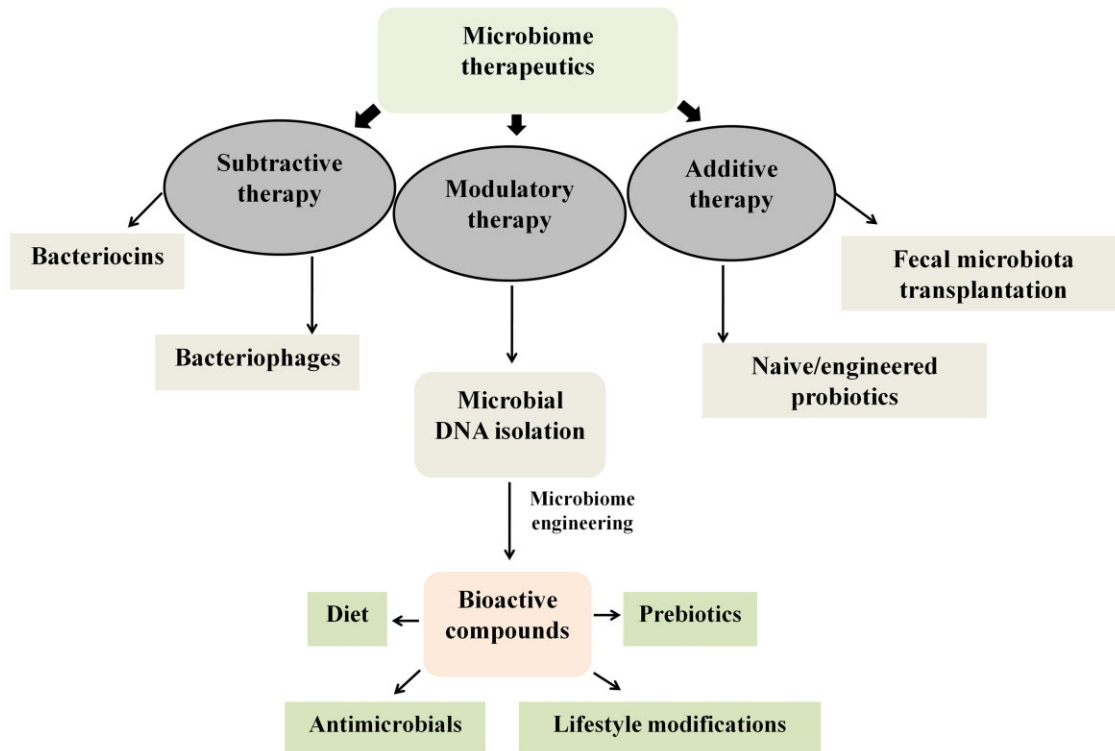 Microbiome
therapeutics
Subtractive
therapy
Modulatory
therapy
Additive
therapy
Bacteriocins
Fecal microbiota
transplantation
Bacteriophages
Naive/engineered
probiotics
Microbial
DNA isolation
Microbiome
engineering
Diet
Bioactive
compounds
Prebiotics
Antimicrobials
Lifestyle modifications